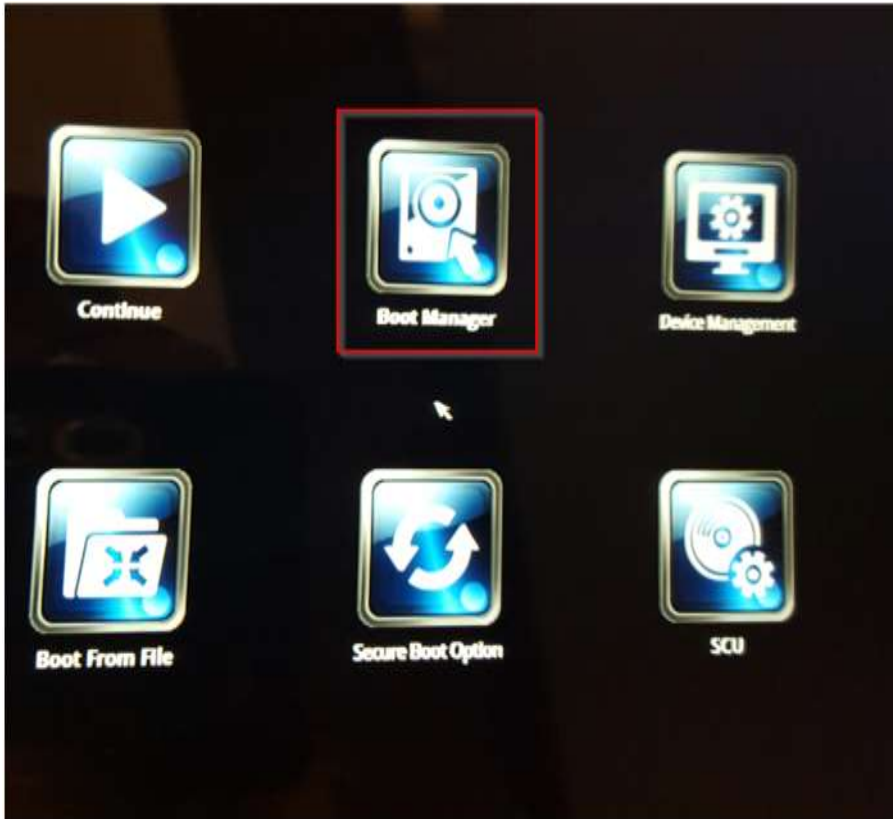 Continue
Boot Manager
Device Management
Boot From File
Secure Boot Option
SCU